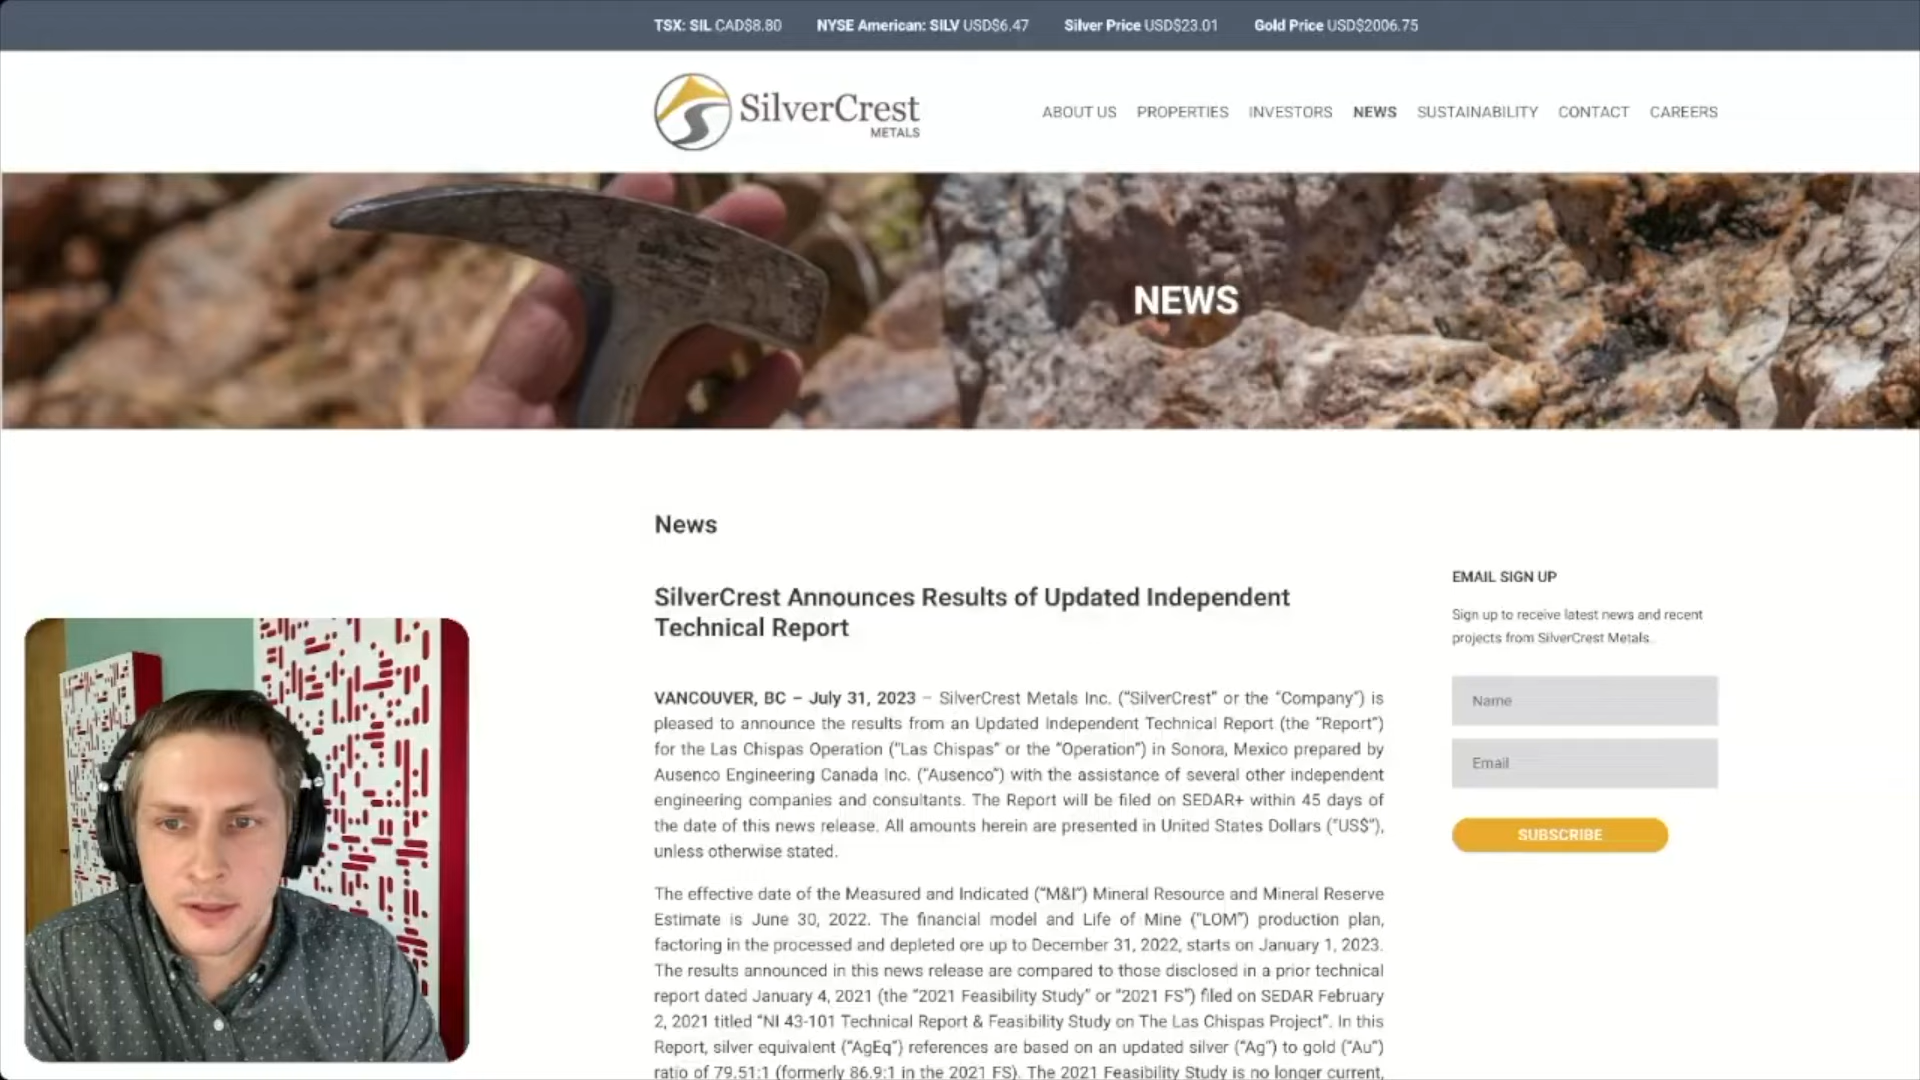 TSX: SIL CAD$8.80 NYSE American: SILV USD$6.47 Silver Price USD$23.01 Gold Price USD$2006.75
SilverCrest
METALS
ABOUT US PROPERTIES INVESTORS NEWS SUSTAINABILITY CONTACT CAREERS
NEWS
News
SilverCrest Announces Results of Updated Independent
Technical Report
VANCOUVER, BC – July 31, 2023 – SilverCrest Metals Inc. (“SilverCrest” or the “Company”) is
pleased to announce the results from an Updated Independent Technical Report (the “Report”)
for the Las Chispas Operation (“Las Chispas” or the “Operation”) in Sonora, Mexico prepared by
Ausenco Engineering Canada Inc. (“Ausenco”) with the assistance of several other independent
engineering companies and consultants. The Report will be filed on SEDAR+ within 45 days of
the date of this news release. All amounts herein are presented in United States Dollars (“US$”),
unless otherwise stated.
The effective date of the Measured and Indicated (“M&I”) Mineral Resource and Mineral Reserve
Estimate is June 30, 2022. The financial model and Life of Mine (“LOM”) production plan,
factoring in the processed and depleted ore up to December 31, 2022, starts on January 1, 2023.
The results announced in this news release are compared to those disclosed in a prior technical
report dated January 4, 2021 (the “2021 Feasibility Study” or “2021 FS”) filed on SEDAR February
2, 2021 titled “NI 43-101 Technical Report & Feasibility Study on The Las Chispas Project”. In this
Report, silver equivalent (“AgEq”) references are based on an updated silver (“Ag”) to gold (“Au”)
ratio of 79.51:1 (formerly 86.9:1 in the 2021 FS). The 2021 Feasibility Study is no longer current,
EMAIL SIGN UP
Sign up to receive latest news and recent
projects from SilverCrest Metals.
Name
Email
SUBSCRIBE